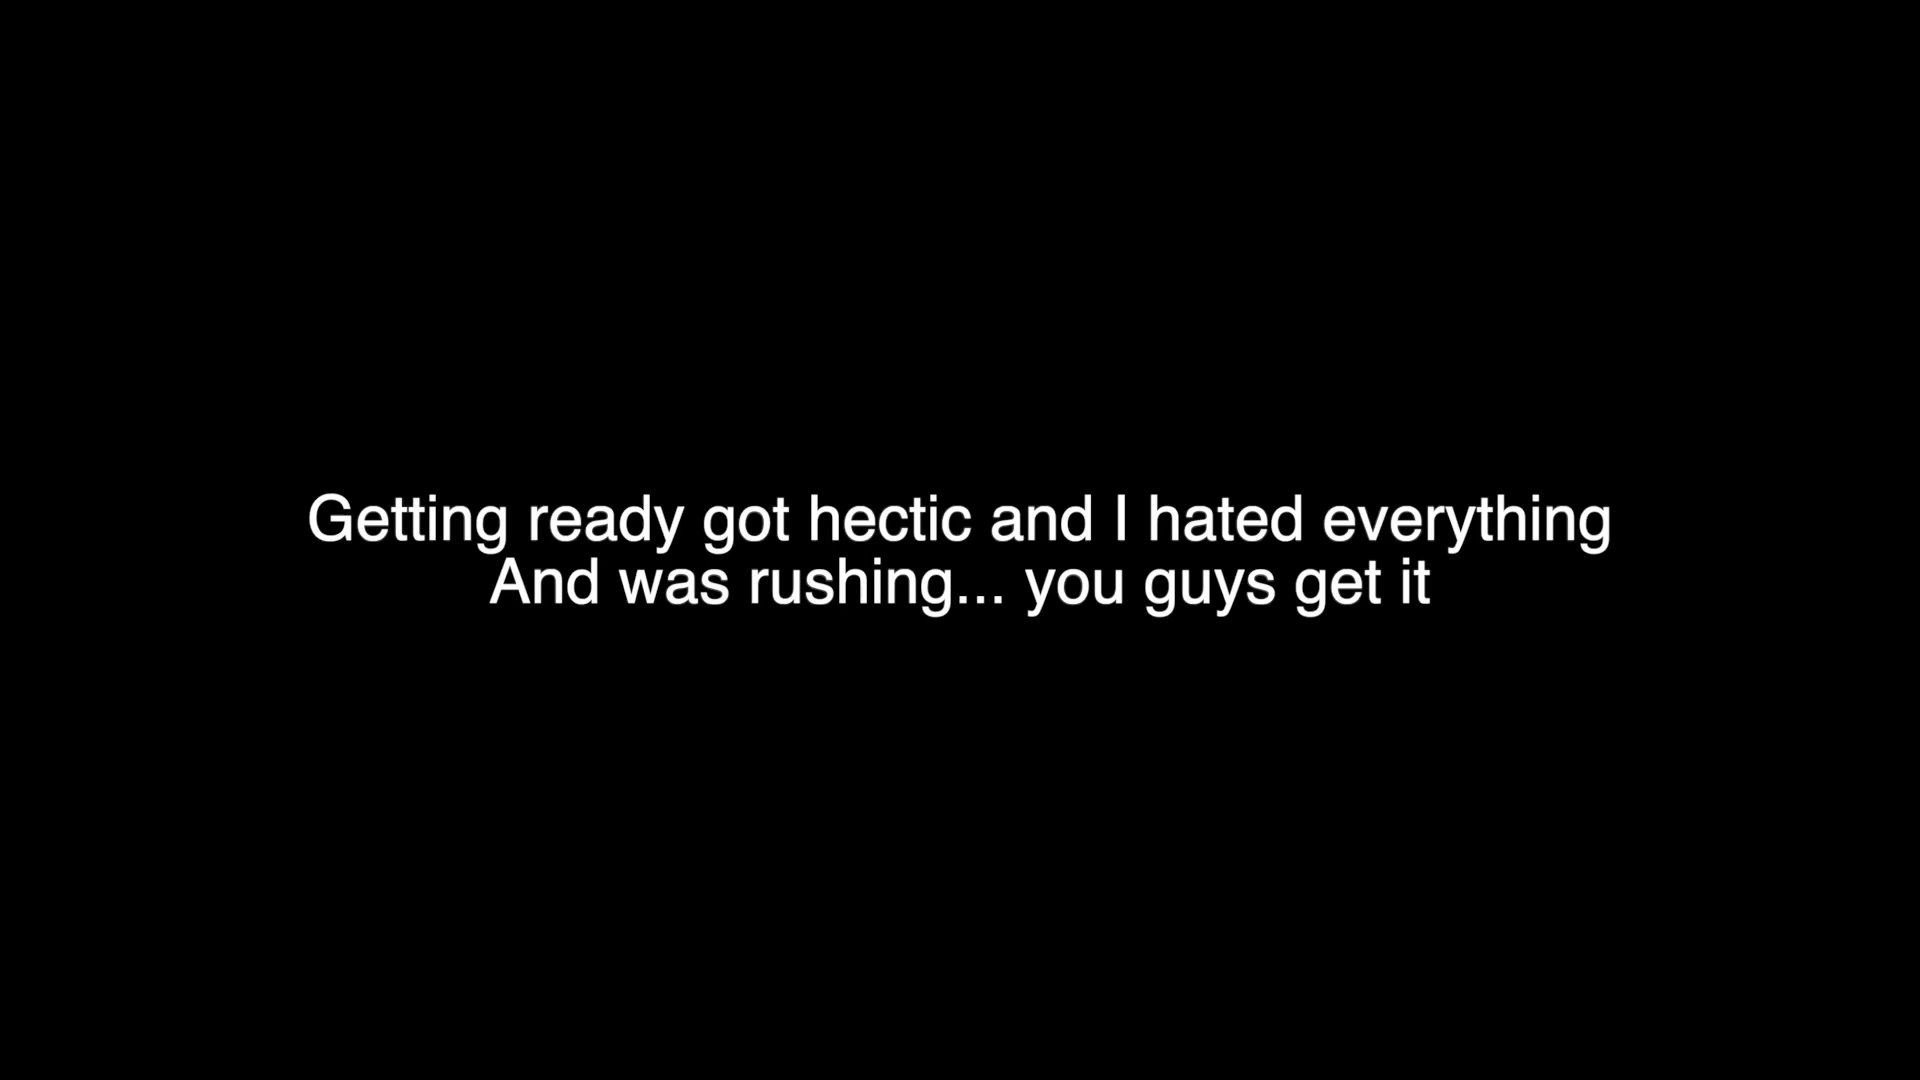 Getting ready got hectic and I hated everything
And was rushing... you guys get it